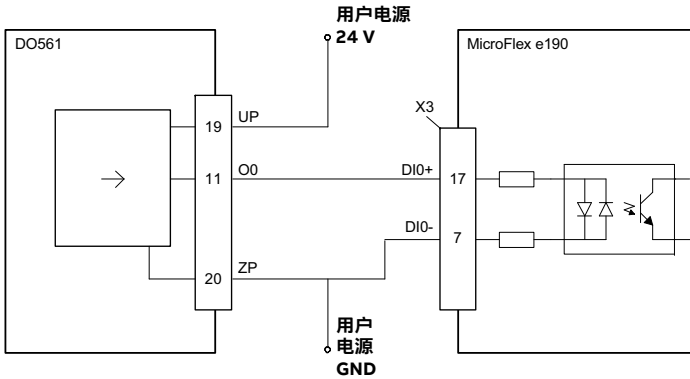 用户电源
24 V
DO561
MicroFlex e190
X3
19
UP
11
O0
DI0+
17
DI0-
7
20
ZP
用户
电源
GND